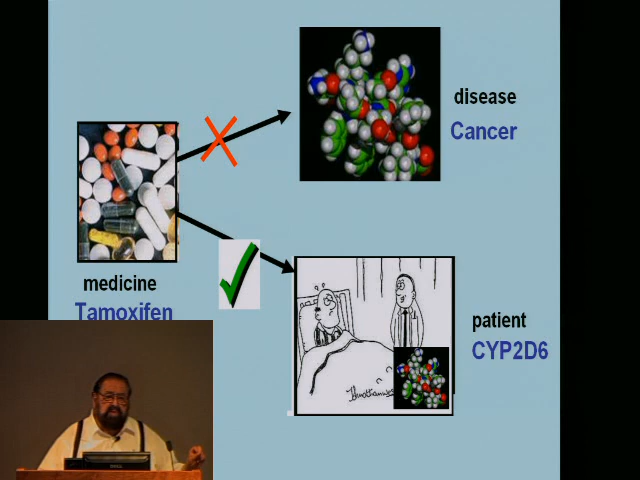 disease
Cancer
medicine
Tamoxifen
patient
CYP2D6